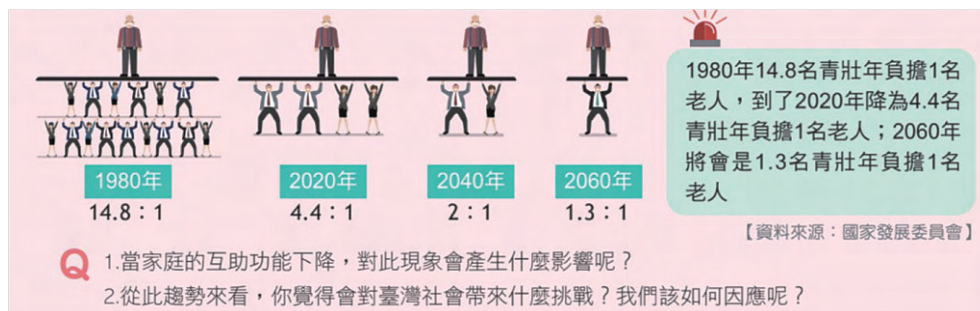 1980年
14.8：1
2020年
4.4：1
2040年
2：1
2060年
1.3：1
1980年14.8名青壯年負擔1名
老人，到了2020年降為4.4名
青壯年負擔1名老人；2060年
將會是1.3名青壯年負擔1名
老人
【資料來源：國家發展委員會】
Q 1.當家庭的互助功能下降，對此現象會產生什麼影響呢？
2.從此趨勢來看，你覺得會對臺灣社會帶來什麼挑戰？我們該如何因應呢？